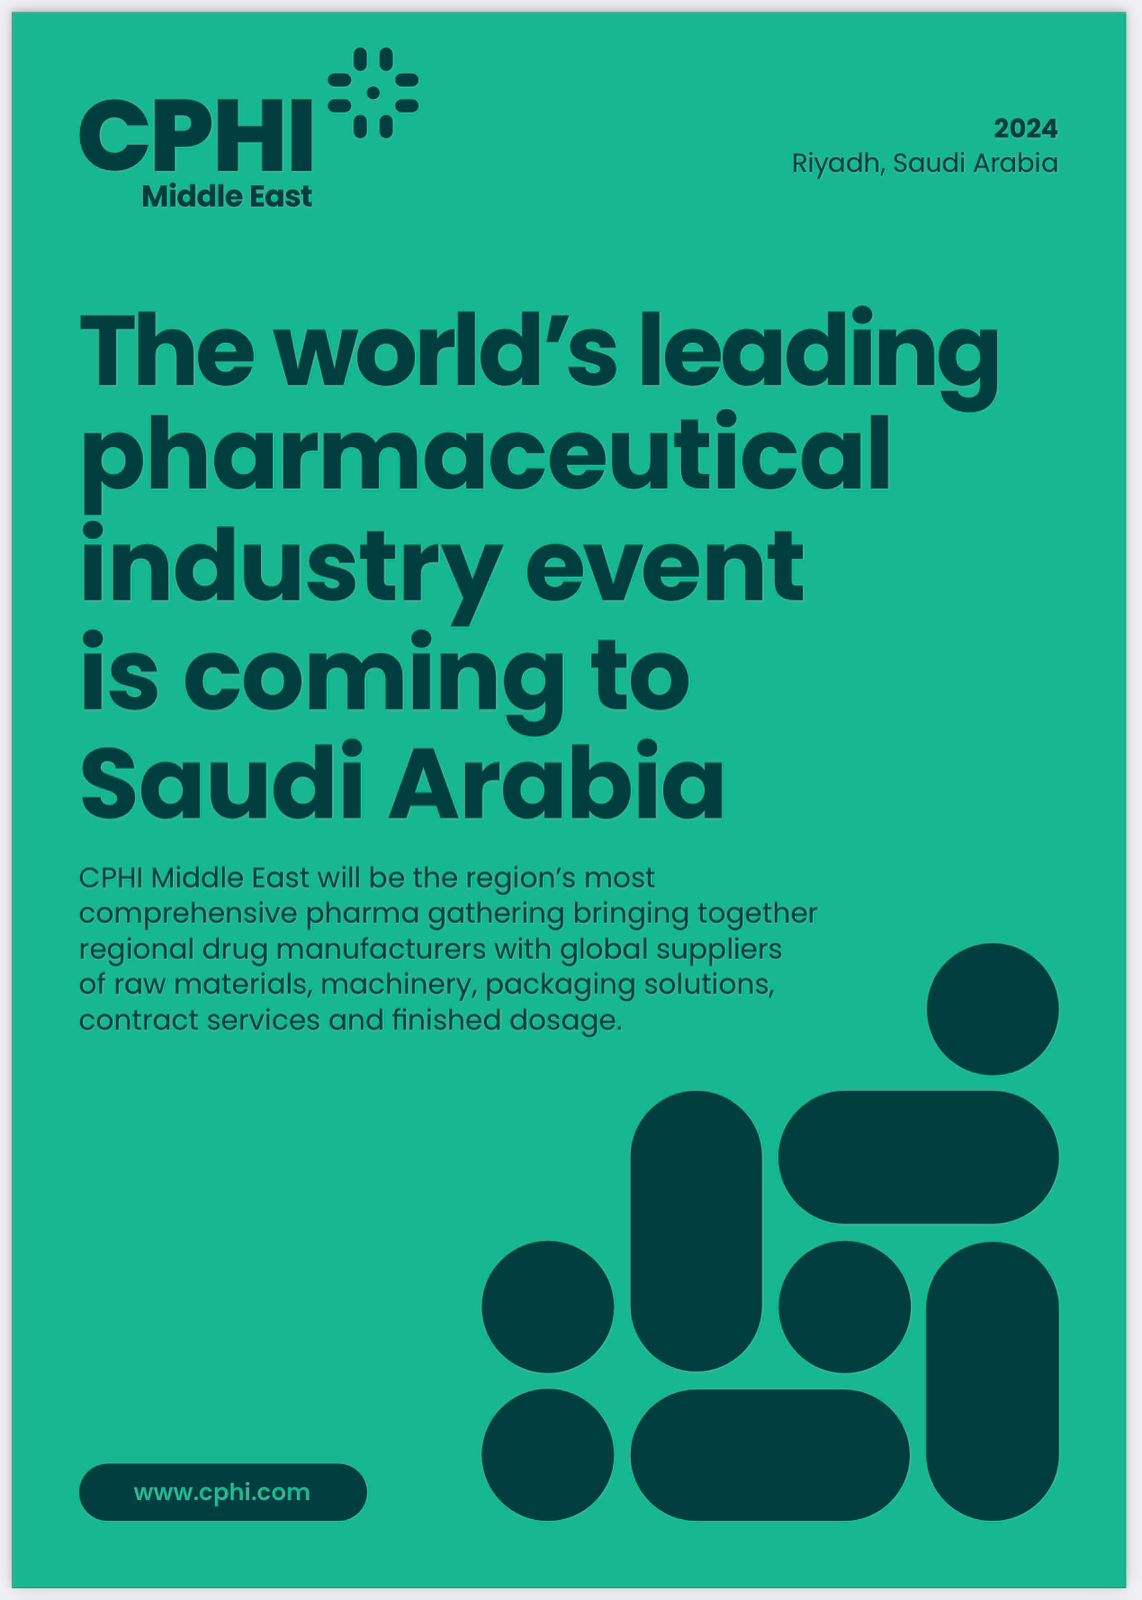 CPHI
Middle East
2024
Riyadh, Saudi Arabia
The world’s leading
pharmaceutical
industry event
is coming to
Saudi Arabia
CPHI Middle East will be the region’s most
comprehensive pharma gathering bringing together
regional drug manufacturers with global suppliers
of raw materials, machinery, packaging solutions,
contract services and finished dosage.
www.cphi.com